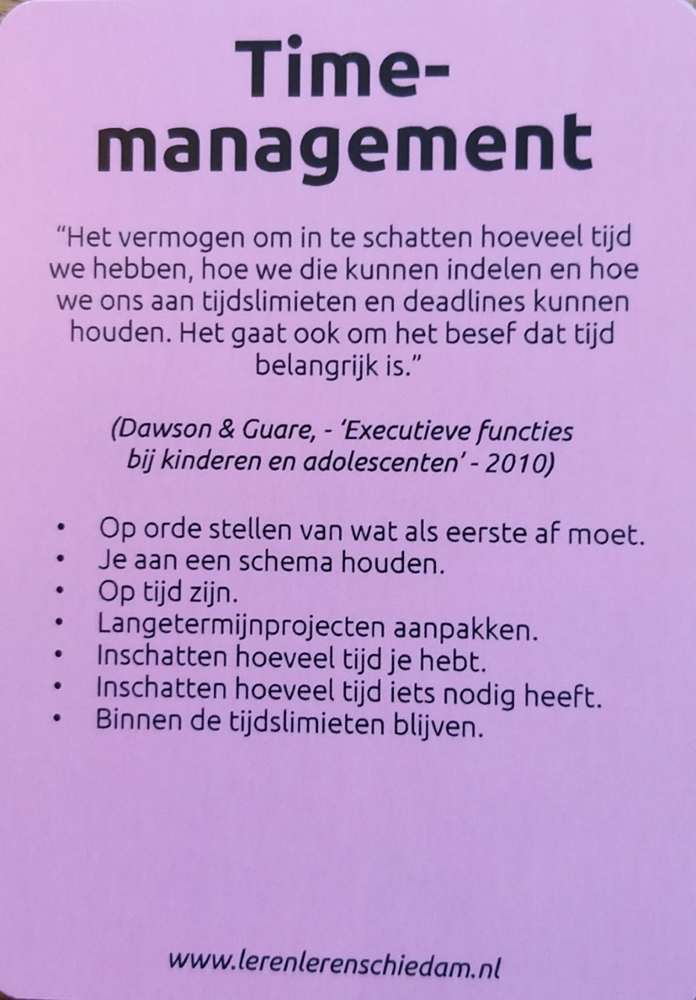 Time-
management
“Het vermogen om in te schatten hoeveel tijd
we hebben, hoe we die kunnen indelen en hoe
we ons aan tijdslimieten en deadlines kunnen
houden. Het gaat ook om het besef dat tijd
belangrijk is.”
(Dawson & Guare, - ‘Executieve functies
bij kinderen en adolescenten’ - 2010)
• Op orde stellen van wat als eerste af moet.
• Je aan een schema houden.
• Op tijd zijn.
• Langetermijnprojecten aanpakken.
• Inschatten hoeveel tijd je hebt.
• Inschatten hoeveel tijd iets nodig heeft.
• Binnen de tijdslimieten blijven.
www.lerenlerenschiedam.nl